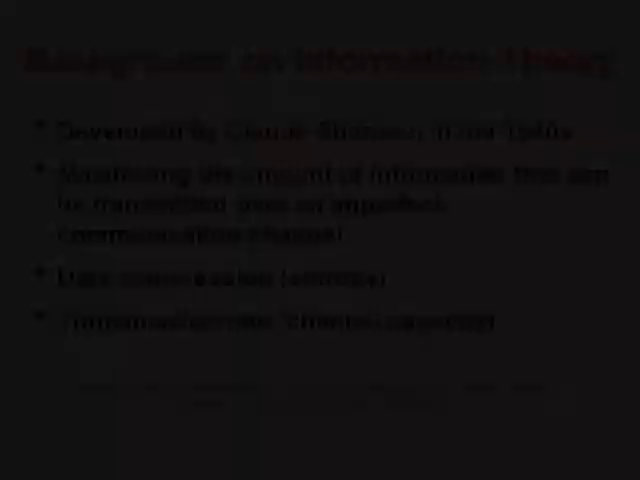 Background on Information Theory
• Developed by Claude Shannon in the 1940s
• Maximizing the amount of information that can
be transmitted over an imperfect
communication channel
• Data compression (entropy)
• Transmission rate (channel capacity)